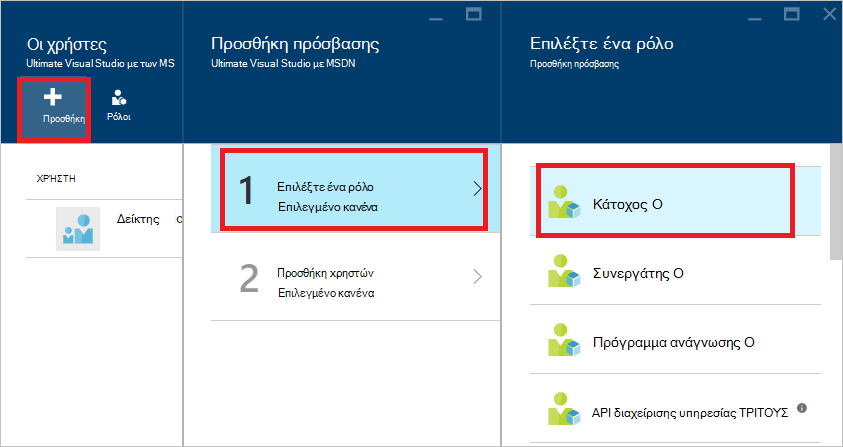 Οι χρήστες
Ultimate Visual Studio με των MS
Προσθήκη
Ρόλοι
ΧΡΉΣΤΗ
Δείκτης ο
Προσθήκη πρόσβασης
Ultimate Visual Studio με MSDN
1 Επιλέξτε ένα ρόλο
Επιλεγμένο κανένα
2 Προσθήκη χρηστών
Επιλεγμένο κανένα
Επιλέξτε ένα ρόλο
Προσθήκη πρόσβασης
Κάτοχος Ο
Συνεργάτης Ο
Πρόγραμμα ανάγνωσης Ο
API διαχείρισης υπηρεσίας ΤΡΙΤΟΥΣ